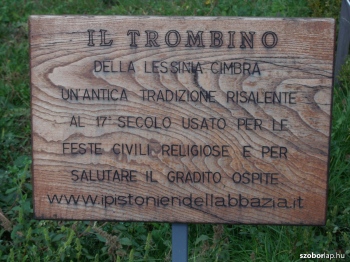 IL TROMBINO
DELLA LESSINIA CIMBRA
UN'ANTICA TRADIZIONE RISALENTE
AL 17° SECOLO USATO PER LE
FESTE CIVILI, RELIGIOSE E PER
SALUTARE IL GRADITO OSPITE
www.ipistoniendellabbazia.it
szoborlap.hu